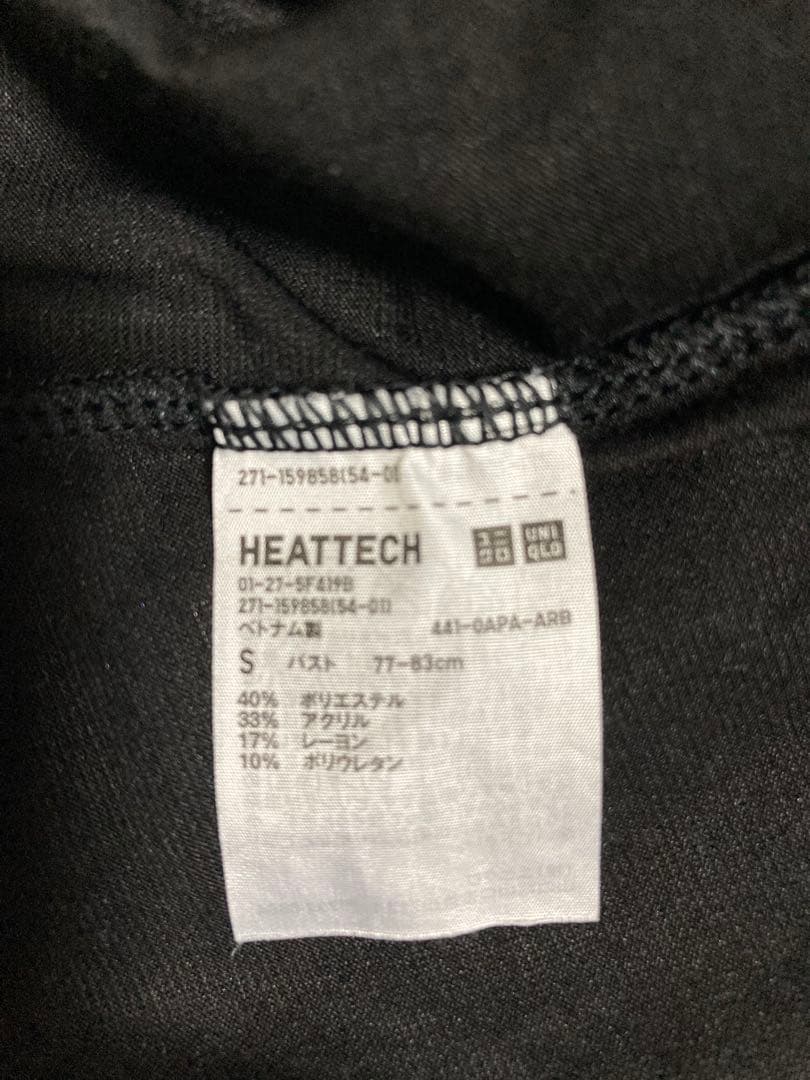 271-159858(54-01)
HEATTECH ユニクロ UNIQLO
01-27-5F419B
271-159858(54-01)
ベトナム製 441-0APA-ARB
S バスト 77-83cm
40% ポリエステル
33% アクリル
17% レーヨン
10% ポリウレタン